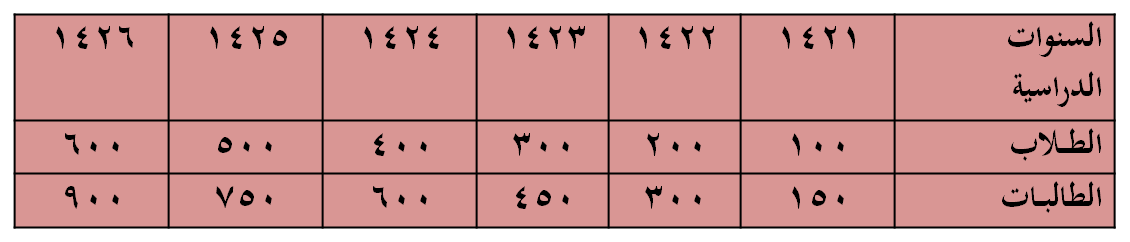 السنوات الدراسية ١٤٢١ ١٤٢٢ ١٤٢٣ ١٤٢٤ ١٤٢٥ ١٤٢٦
الطلاب ١٠٠ ٢٠٠ ٣٠٠ ٤٠٠ ٥٠٠ ٦٠٠
الطالبات ١٥٠ ٣٠٠ ٤٥٠ ٦٠٠ ٧٥٠ ٩٠٠